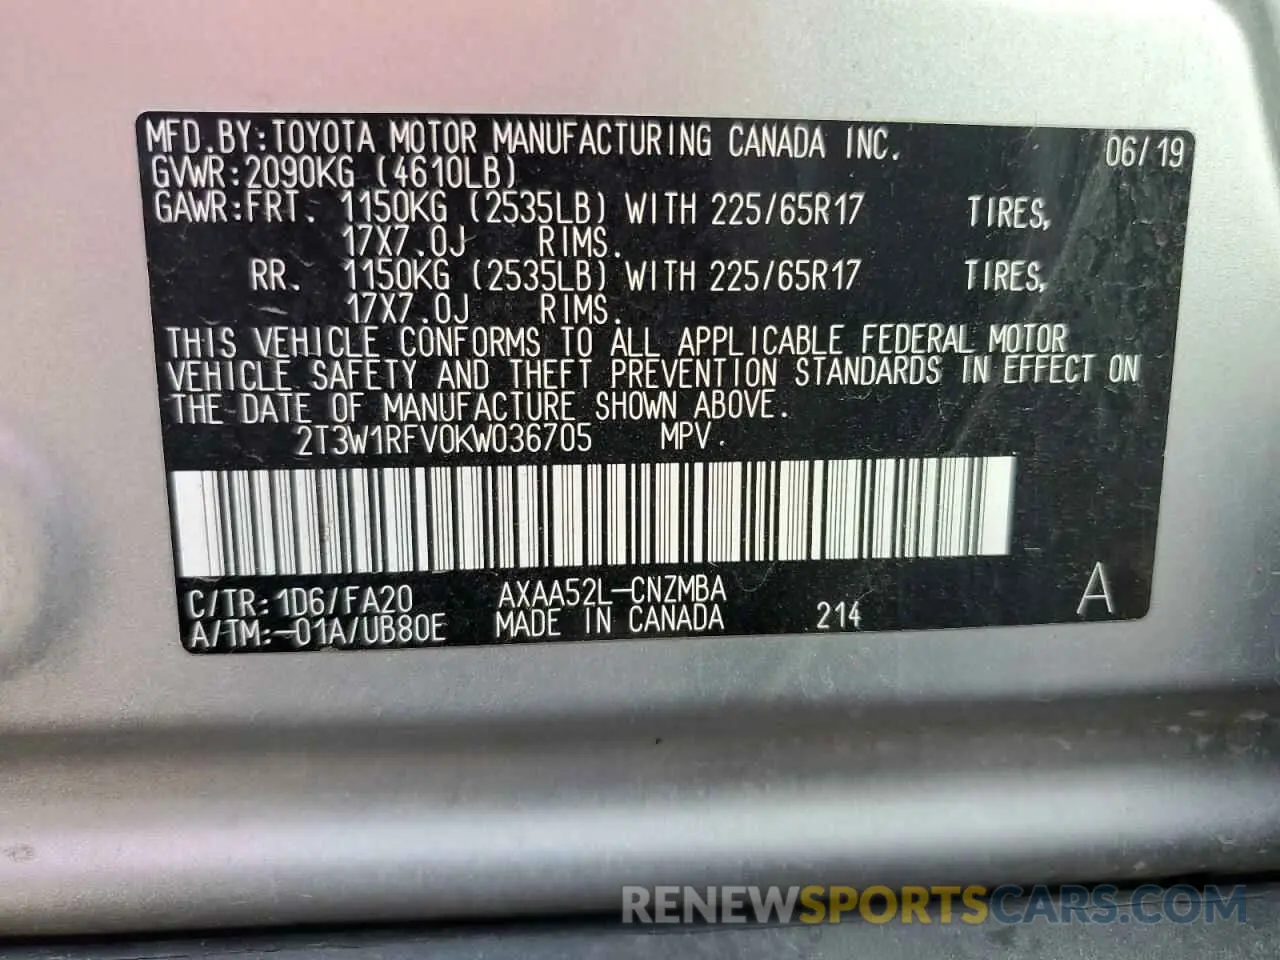 MFD.BY:TOYOTA MOTOR MANUFACTURING CANADA INC. 06/19
GVWR:2090KG (4610LB)
GAWR:FRT. 1150KG (2535LB) WITH 225/65R17 TIRES,
17X7.0J RIMS.
RR. 1150KG (2535LB) WITH 225/65R17 TIRES,
17X7.0J RIMS.
THIS VEHICLE CONFORMS TO ALL APPLICABLE FEDERAL MOTOR
VEHICLE SAFETY AND THEFT PREVENTION STANDARDS IN EFFECT ON
THE DATE OF MANUFACTURE SHOWN ABOVE.
2T3W1RFV0KW036705 MPV
C/TR:1D6/FA20 AXAA52L-CNZMBA A
A/TM:-01A/UB80E MADE IN CANADA 214
RENEWSPORTSCARS.COM